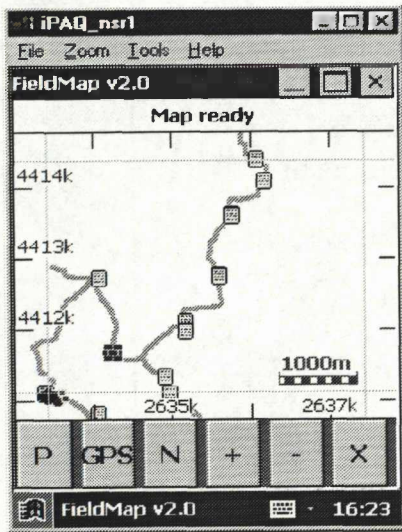 iPAQ_nsr1
File Zoom Tools Help
FieldMap v2.0
Map ready
4414k
4413k
4412k
1000m
2635k 2637k
P GPS N + - X
FieldMap v2.0 16:23